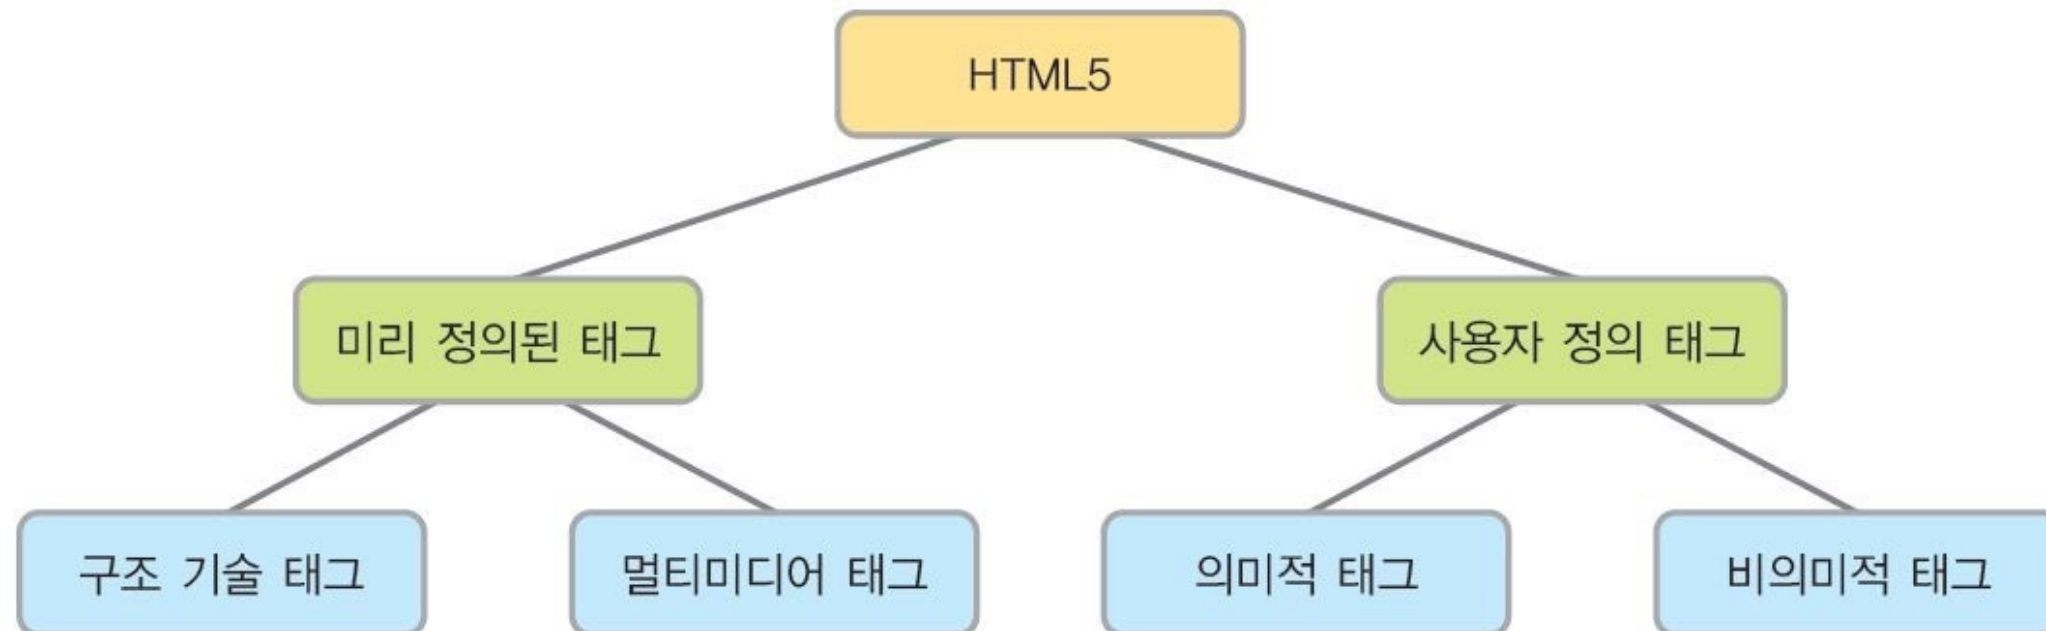 HTML5
미리 정의된 태그
사용자 정의 태그
구조 기술 태그
멀티미디어 태그
의미적 태그
비의미적 태그